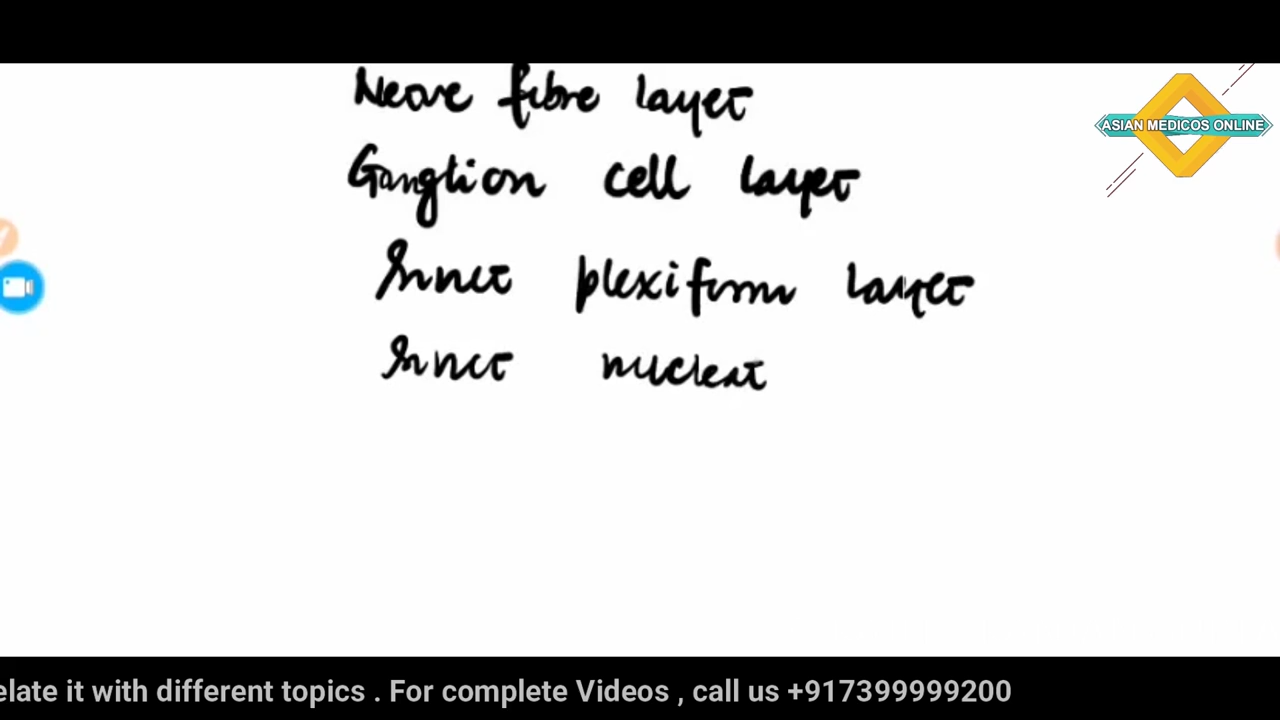 Nerve fibre layer
ASIAN MEDICOS ONLINE
Ganglion cell layer
Inner plexiform layer
Inner nuclear
elate it with different topics . For complete Videos , call us +917399999200